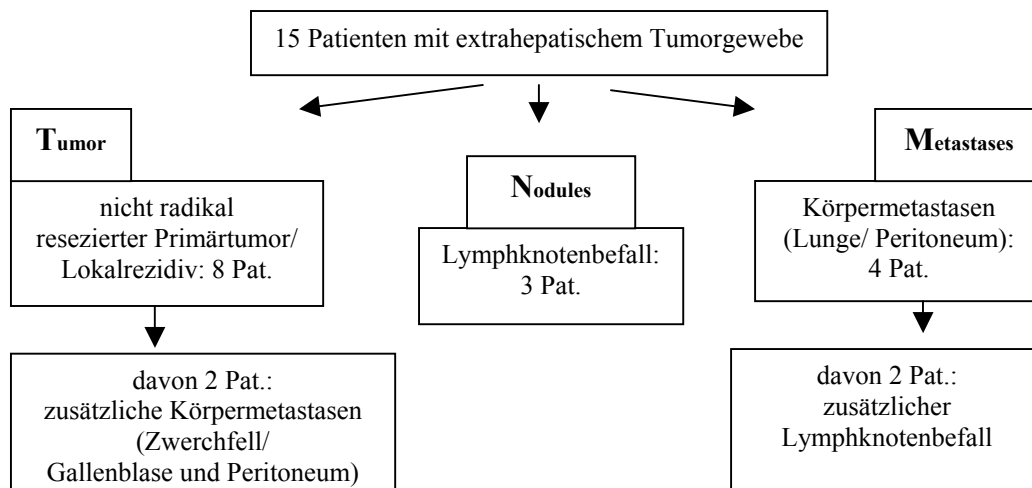 15 Patienten mit extrahepatischem Tumorgewebe
Tumor
nicht radikal
resezierter Primärtumor/
Lokalrezidiv: 8 Pat.
davon 2 Pat.:
zusätzliche Körpermetastasen
(Zwerchfell/
Gallenblase und Peritoneum)
Nodules
Lymphknotenbefall:
3 Pat.
Metastases
Körpermetastasen
(Lunge/ Peritoneum):
4 Pat.
davon 2 Pat.:
zusätzlicher
Lymphknotenbefall